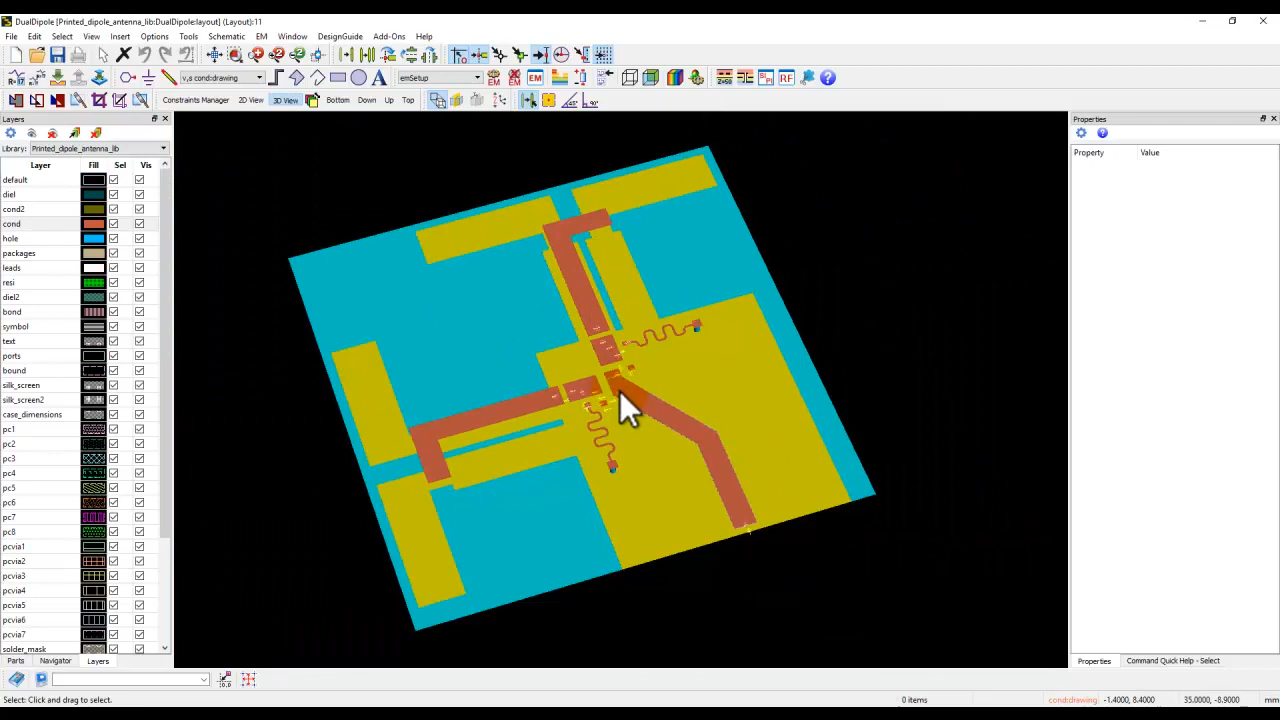 DualDipole [Printed_dipole_antenna_lib:DualDipole:layout] (Layout):11
File Edit Select View Insert Options Tools Schematic EM Window DesignGuide Add-Ons Help
v,s cond:drawing emSetup EM RF
Constraints Manager 2D View 3D View Bottom Down Up Top
Layers
Properties
Library: Printed_dipole_antenna_lib
Layer Fill Sel Vis
Property Value
default
diel
cond2
cond
hole
packages
leads
resi
diel2
bond
symbol
text
ports
bound
silk_screen
silk_screen2
case_dimensions
pc1
pc2
pc3
pc4
pc5
pc6
pc7
pc8
pcvia1
pcvia2
pcvia3
pcvia4
pcvia5
pcvia6
pcvia7
solder_mask
Parts Navigator Layers
Properties Command Quick Help - Select
Select: Click and drag to select.
0 items
cond:drawing -1.4000, 8.4000 35.0000, -8.9000 mm